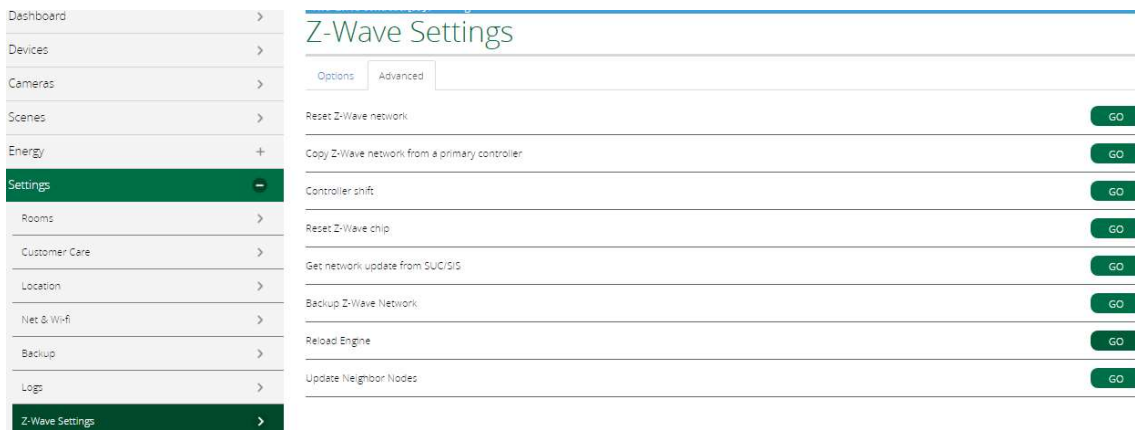 Dashboard
Devices
Cameras
Scenes
Energy
Settings
Rooms
Customer Care
Location
Net & Wi-fi
Backup
Logs
Z-Wave Settings
Z-Wave Settings
Options Advanced
Reset Z-Wave network GO
Copy Z-Wave network from a primary controller GO
Controller shift GO
Reset Z-Wave chip GO
Get network update from SUC/SIS GO
Backup Z-Wave Network GO
Reload Engine GO
Update Neighbor Nodes GO